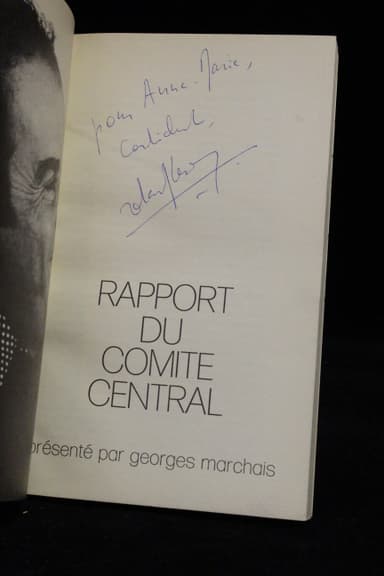 pour Anne-Marie,
Cordialement,
RAPPORT
DU
COMITE
CENTRAL
présenté par georges marchais